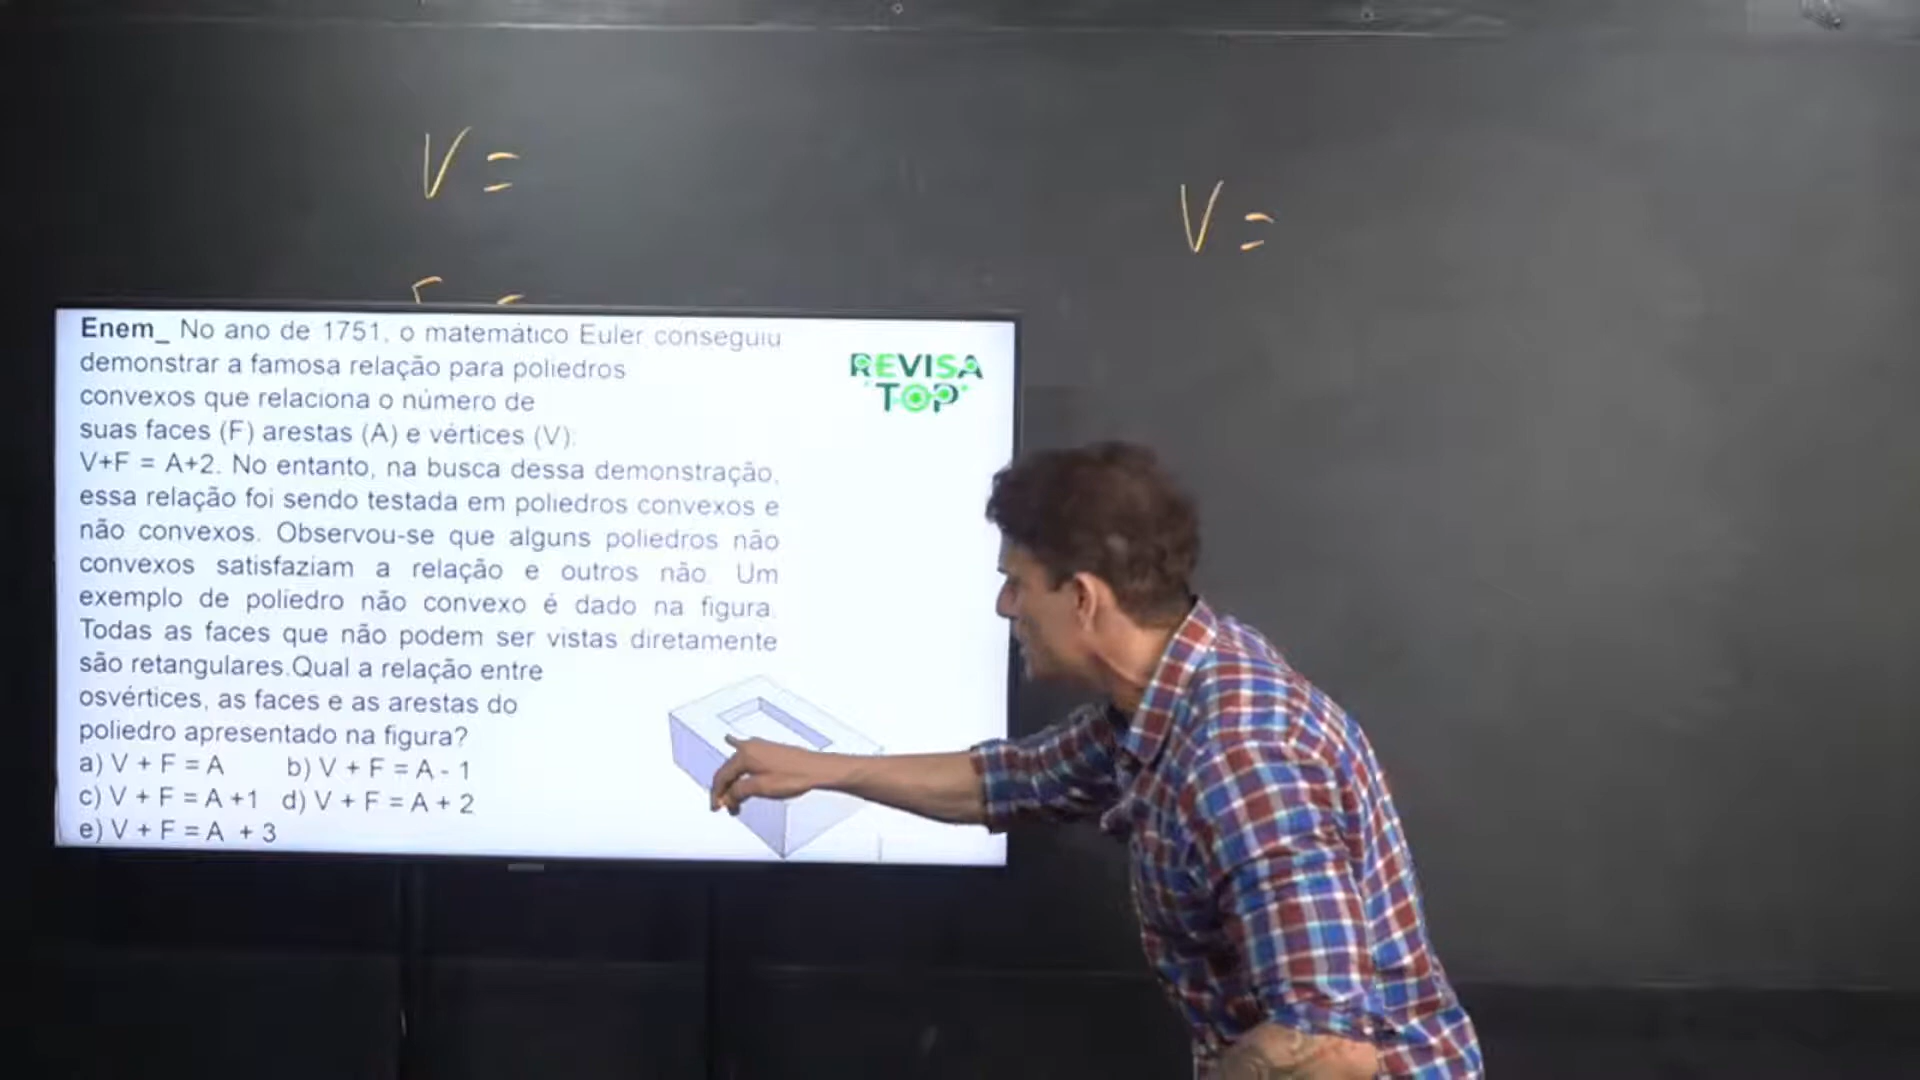 V =
V =
Enem_ No ano de 1751, o matemático Euler conseguiu
demonstrar a famosa relação para poliedros
convexos que relaciona o número de
suas faces (F) arestas (A) e vértices (V):
V+F = A+2. No entanto, na busca dessa demonstração,
essa relação foi sendo testada em poliedros convexos e
não convexos. Observou-se que alguns poliedros não
convexos satisfaziam a relação e outros não. Um
exemplo de poliedro não convexo é dado na figura.
Todas as faces que não podem ser vistas diretamente
são retangulares.Qual a relação entre
osvértices, as faces e as arestas do
poliedro apresentado na figura?
a) V + F = A b) V + F = A - 1
c) V + F = A +1 d) V + F = A + 2
e) V + F = A + 3
REVISA
TOP